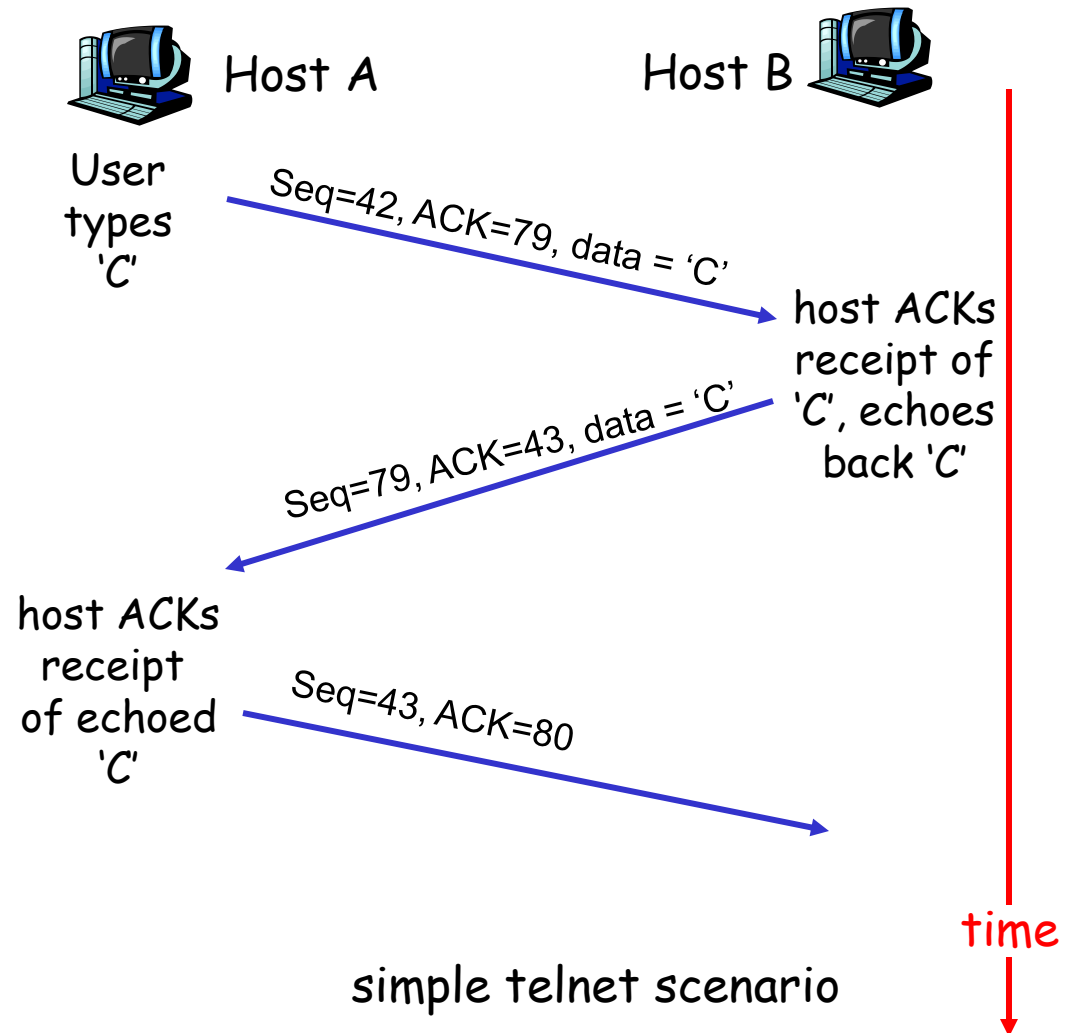 Host A
Host B
User
types
‘C’
Seq=42, ACK=79, data = ‘C’
host ACKs
receipt of
‘C’, echoes
back ‘C’
Seq=79, ACK=43, data = ‘C’
host ACKs
receipt
of echoed
‘C’
Seq=43, ACK=80
time
simple telnet scenario